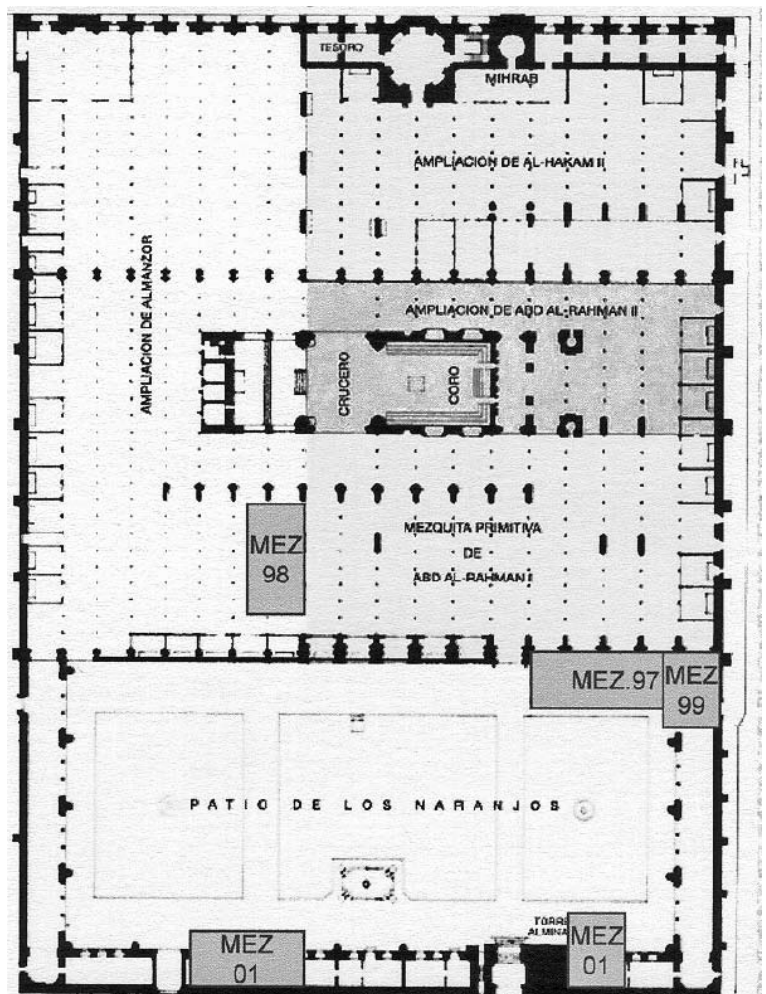 TESORO
MIHRAB
AMPLIACION DE AL-HAKAM II
AMPLIACION DE ALMANZOR
AMPLIACION DE ABD AL-RAHMAN II
CRUCERO
CORO
MEZQUITA PRIMITIVA
DE
ABD AL-RAHMAN I
MEZ
98
MEZ.97
MEZ
99
PATIO DE LOS NARANJOS
TORRE
ALMINA
MEZ
01
MEZ
01